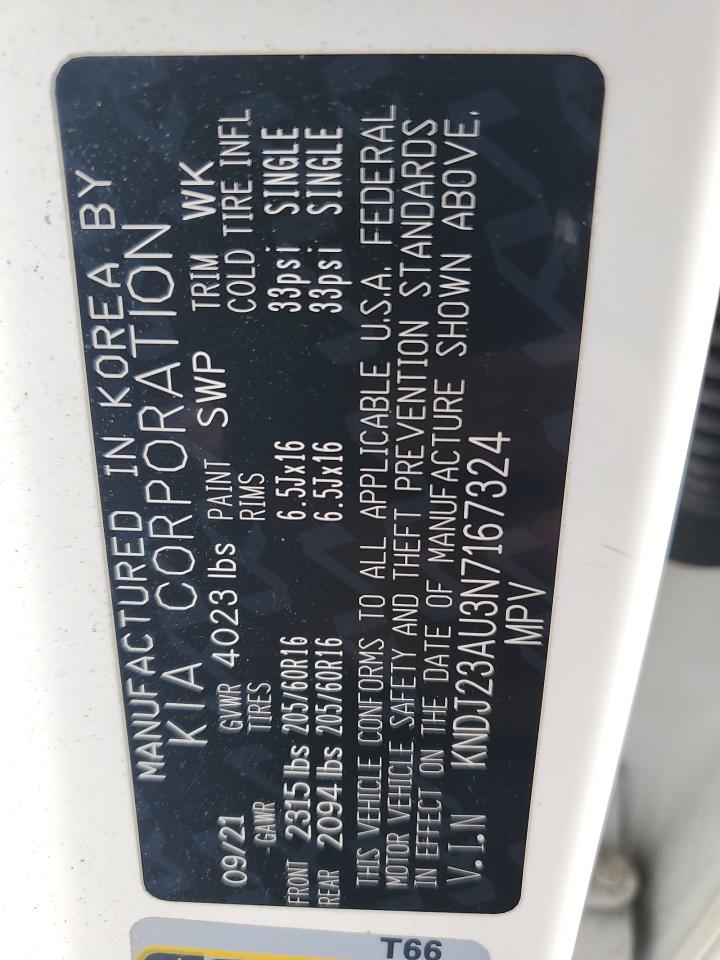 MANUFACTURED IN KOREA BY
KIA CORPORATION
09/21 GVWR 4023 lbs PAINT SWP TRIM WK
GAWR TIRES RIMS COLD TIRE INFL
FRONT 2315 lbs 205/60R16 6.5Jx16 33psi SINGLE
REAR 2094 lbs 205/60R16 6.5Jx16 33psi SINGLE
THIS VEHICLE CONFORMS TO ALL APPLICABLE U.S.A. FEDERAL
MOTOR VEHICLE SAFETY AND THEFT PREVENTION STANDARDS
IN EFFECT ON THE DATE OF MANUFACTURE SHOWN ABOVE.
V.I.N KNDJ23AU3N7167324
MPV
T66